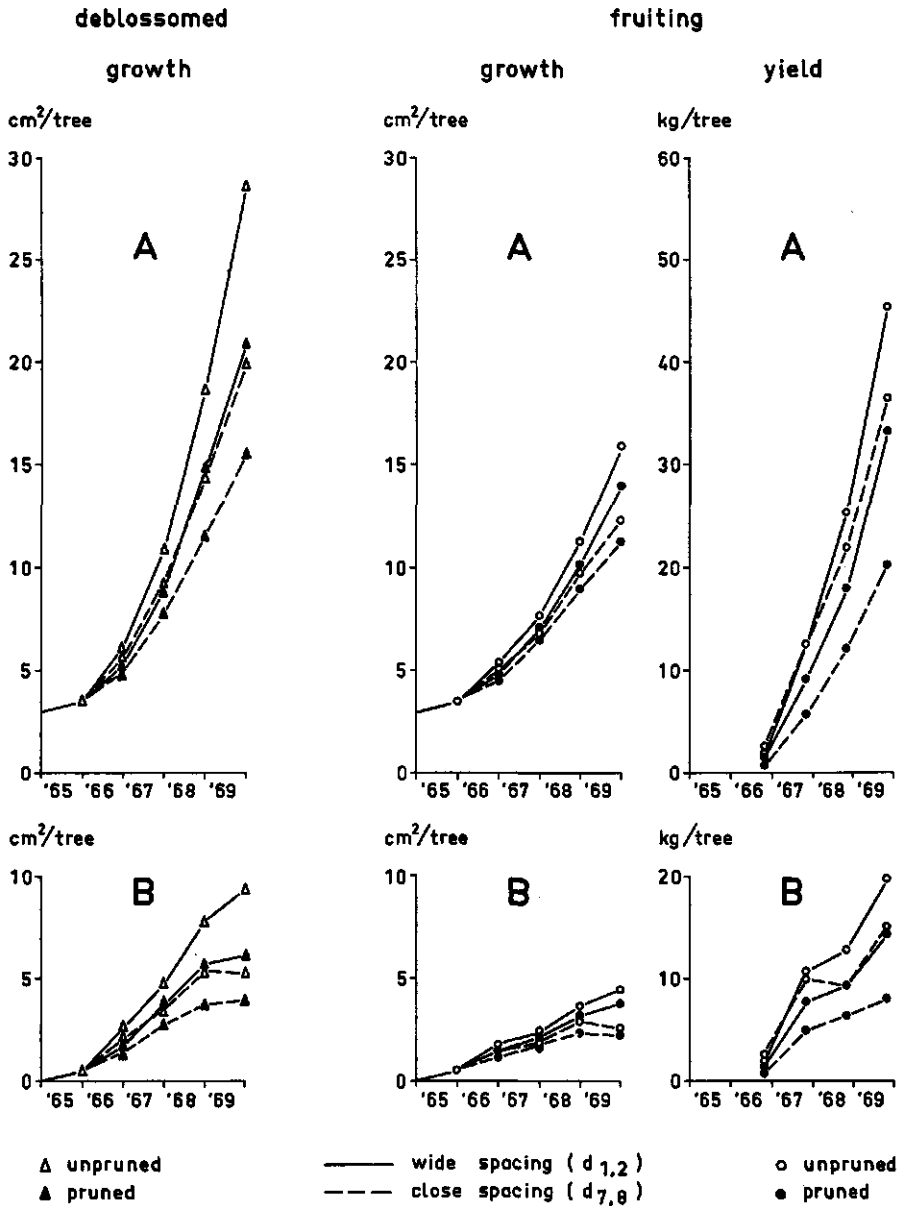 deblossomed fruiting
growth growth yield
cm²/tree cm²/tree kg/tree
30 30 60
A A A
25 25 50
20 20 40
15 15 30
10 10 20
5 5 10
0 0 0
'65 '66 '67 '68 '69 '65 '66 '67 '68 '69 '65 '66 '67 '68 '69
cm²/tree cm²/tree kg/tree
10 10 20
B B B
5 5 10
0 0 0
'65 '66 '67 '68 '69 '65 '66 '67 '68 '69 '65 '66 '67 '68 '69
unpruned wide spacing (d1,2) unpruned
pruned close spacing (d7,8) pruned